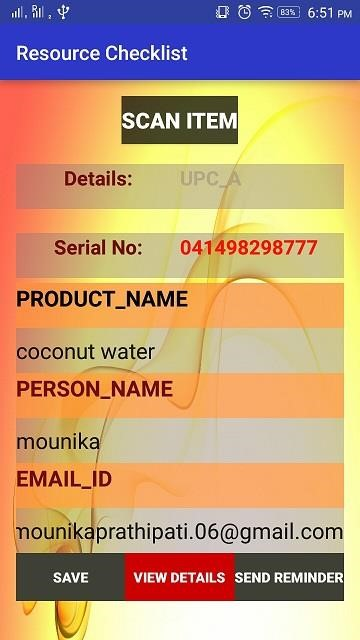 83% 6:51 PM
Resource Checklist
SCAN ITEM
Details: UPC_A
Serial No: 041498298777
PRODUCT_NAME
coconut water
PERSON_NAME
mounika
EMAIL_ID
mounikaprathipati.06@gmail.com
SAVE VIEW DETAILS SEND REMINDER